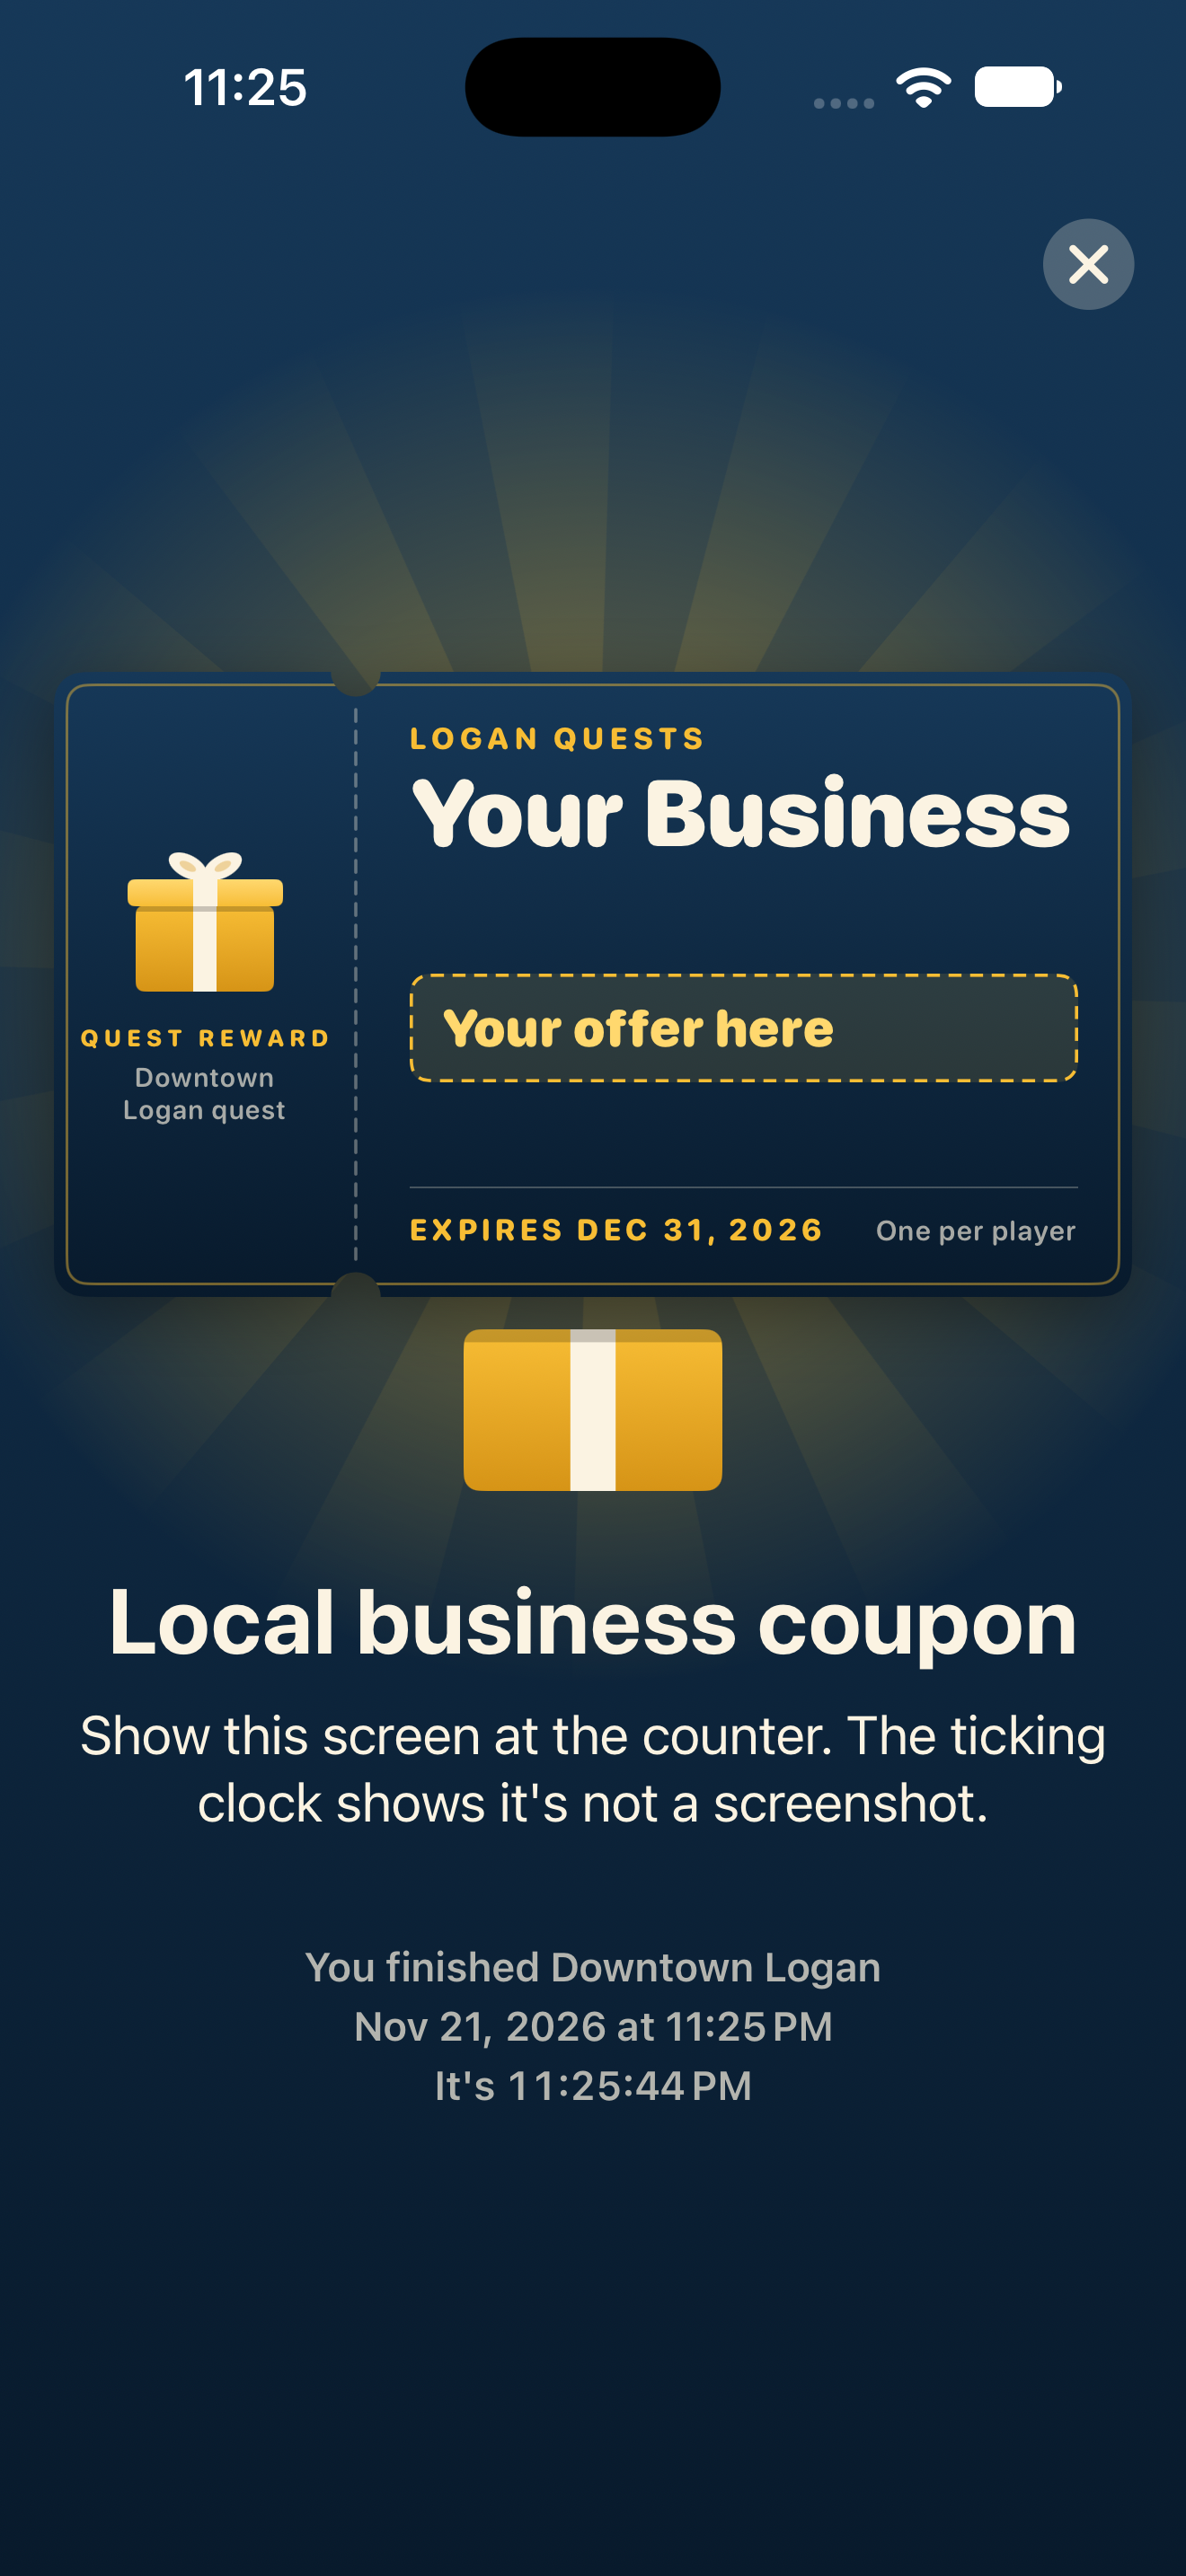 11:25
LOGAN QUESTS
Your Business
Your offer here
QUEST REWARD
Downtown
Logan quest
EXPIRES DEC 31, 2026
One per player
Local business coupon
Show this screen at the counter. The ticking
clock shows it's not a screenshot.
You finished Downtown Logan
Nov 21, 2026 at 11:25 PM
It's 11:25:44 PM